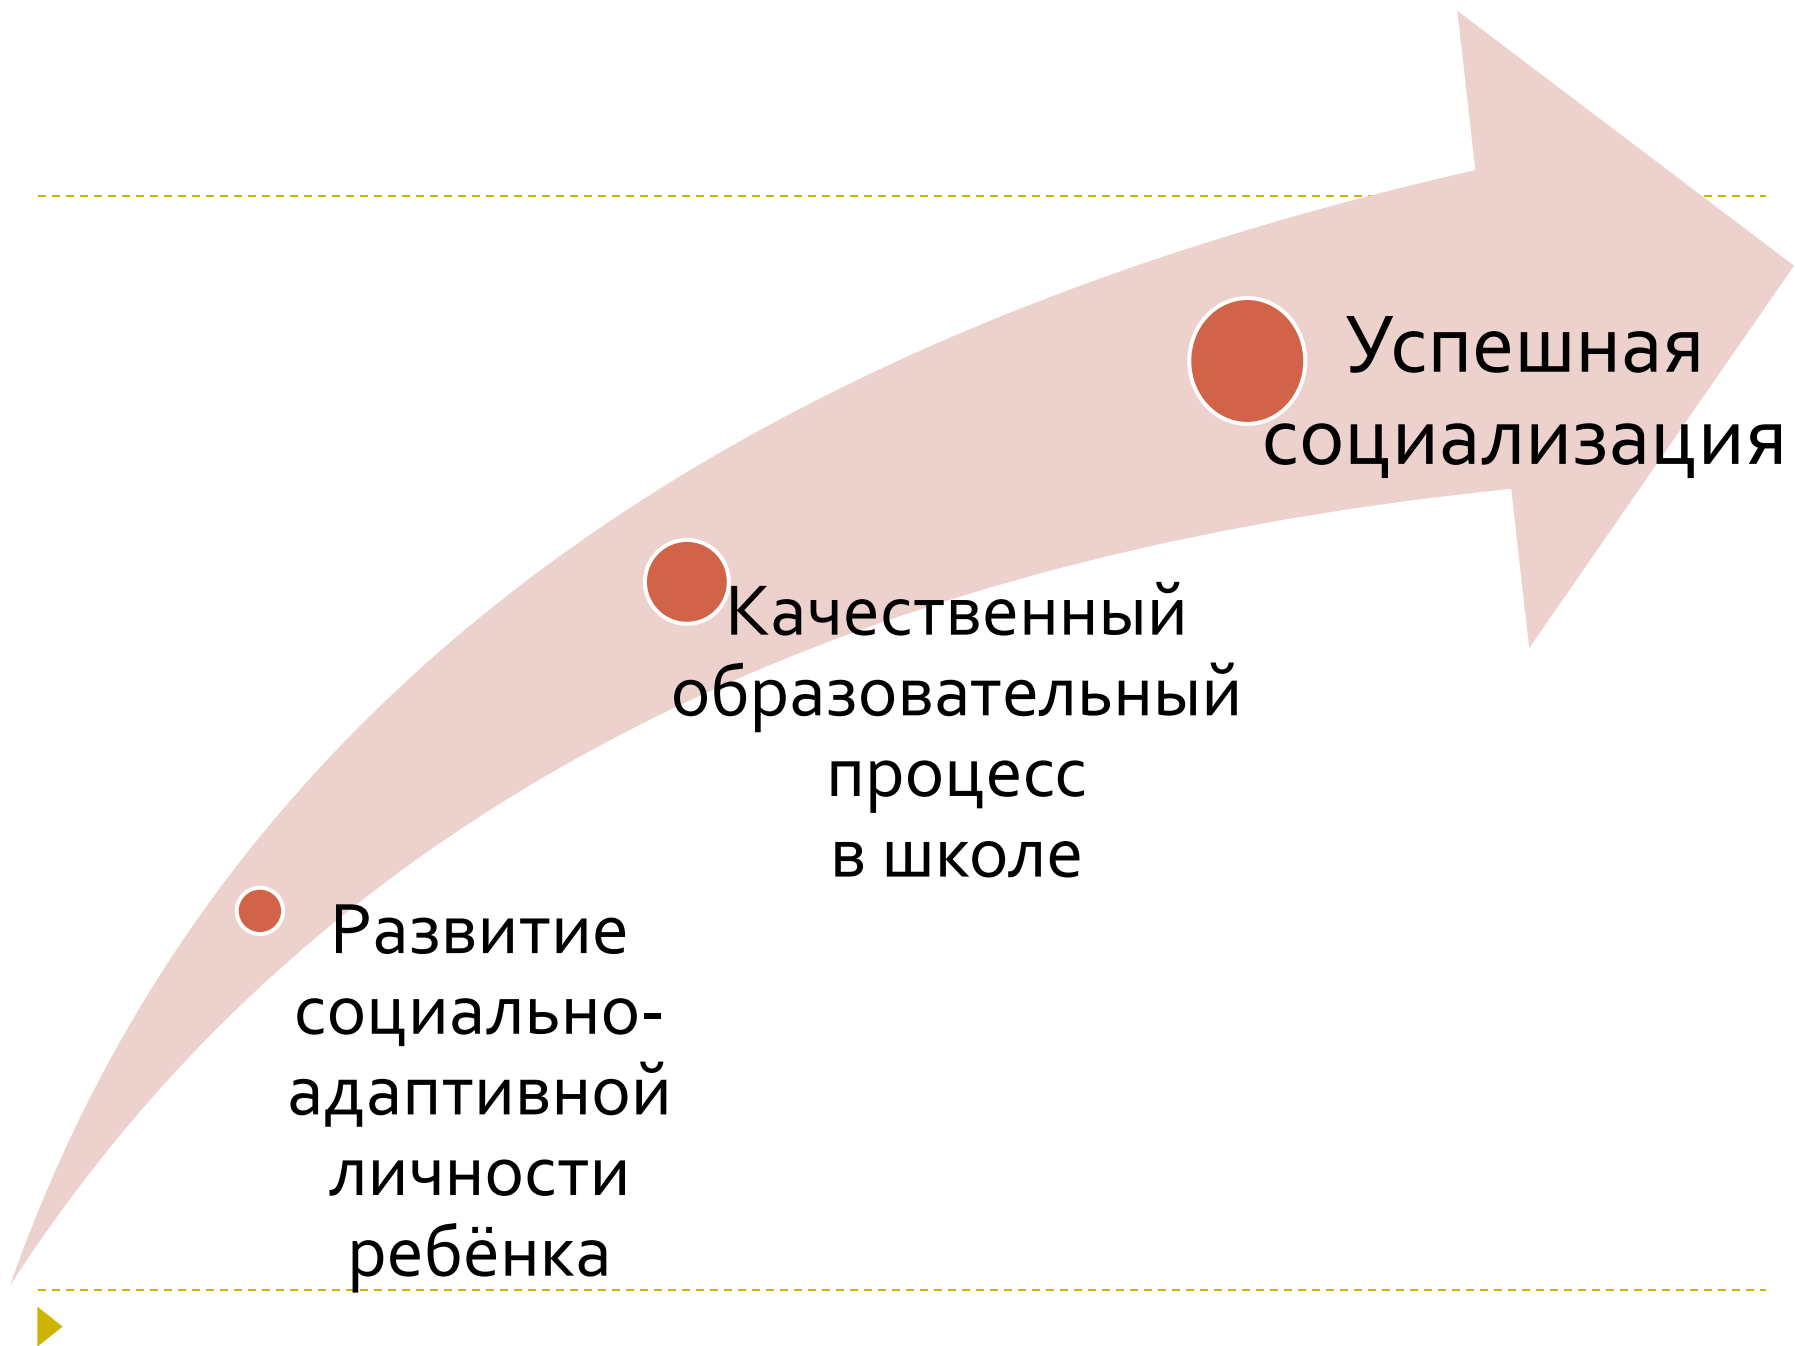 Успешная
социализация
Качественный
образовательный
процесс
в школе
Развитие
социально-
адаптивной
личности
ребёнка